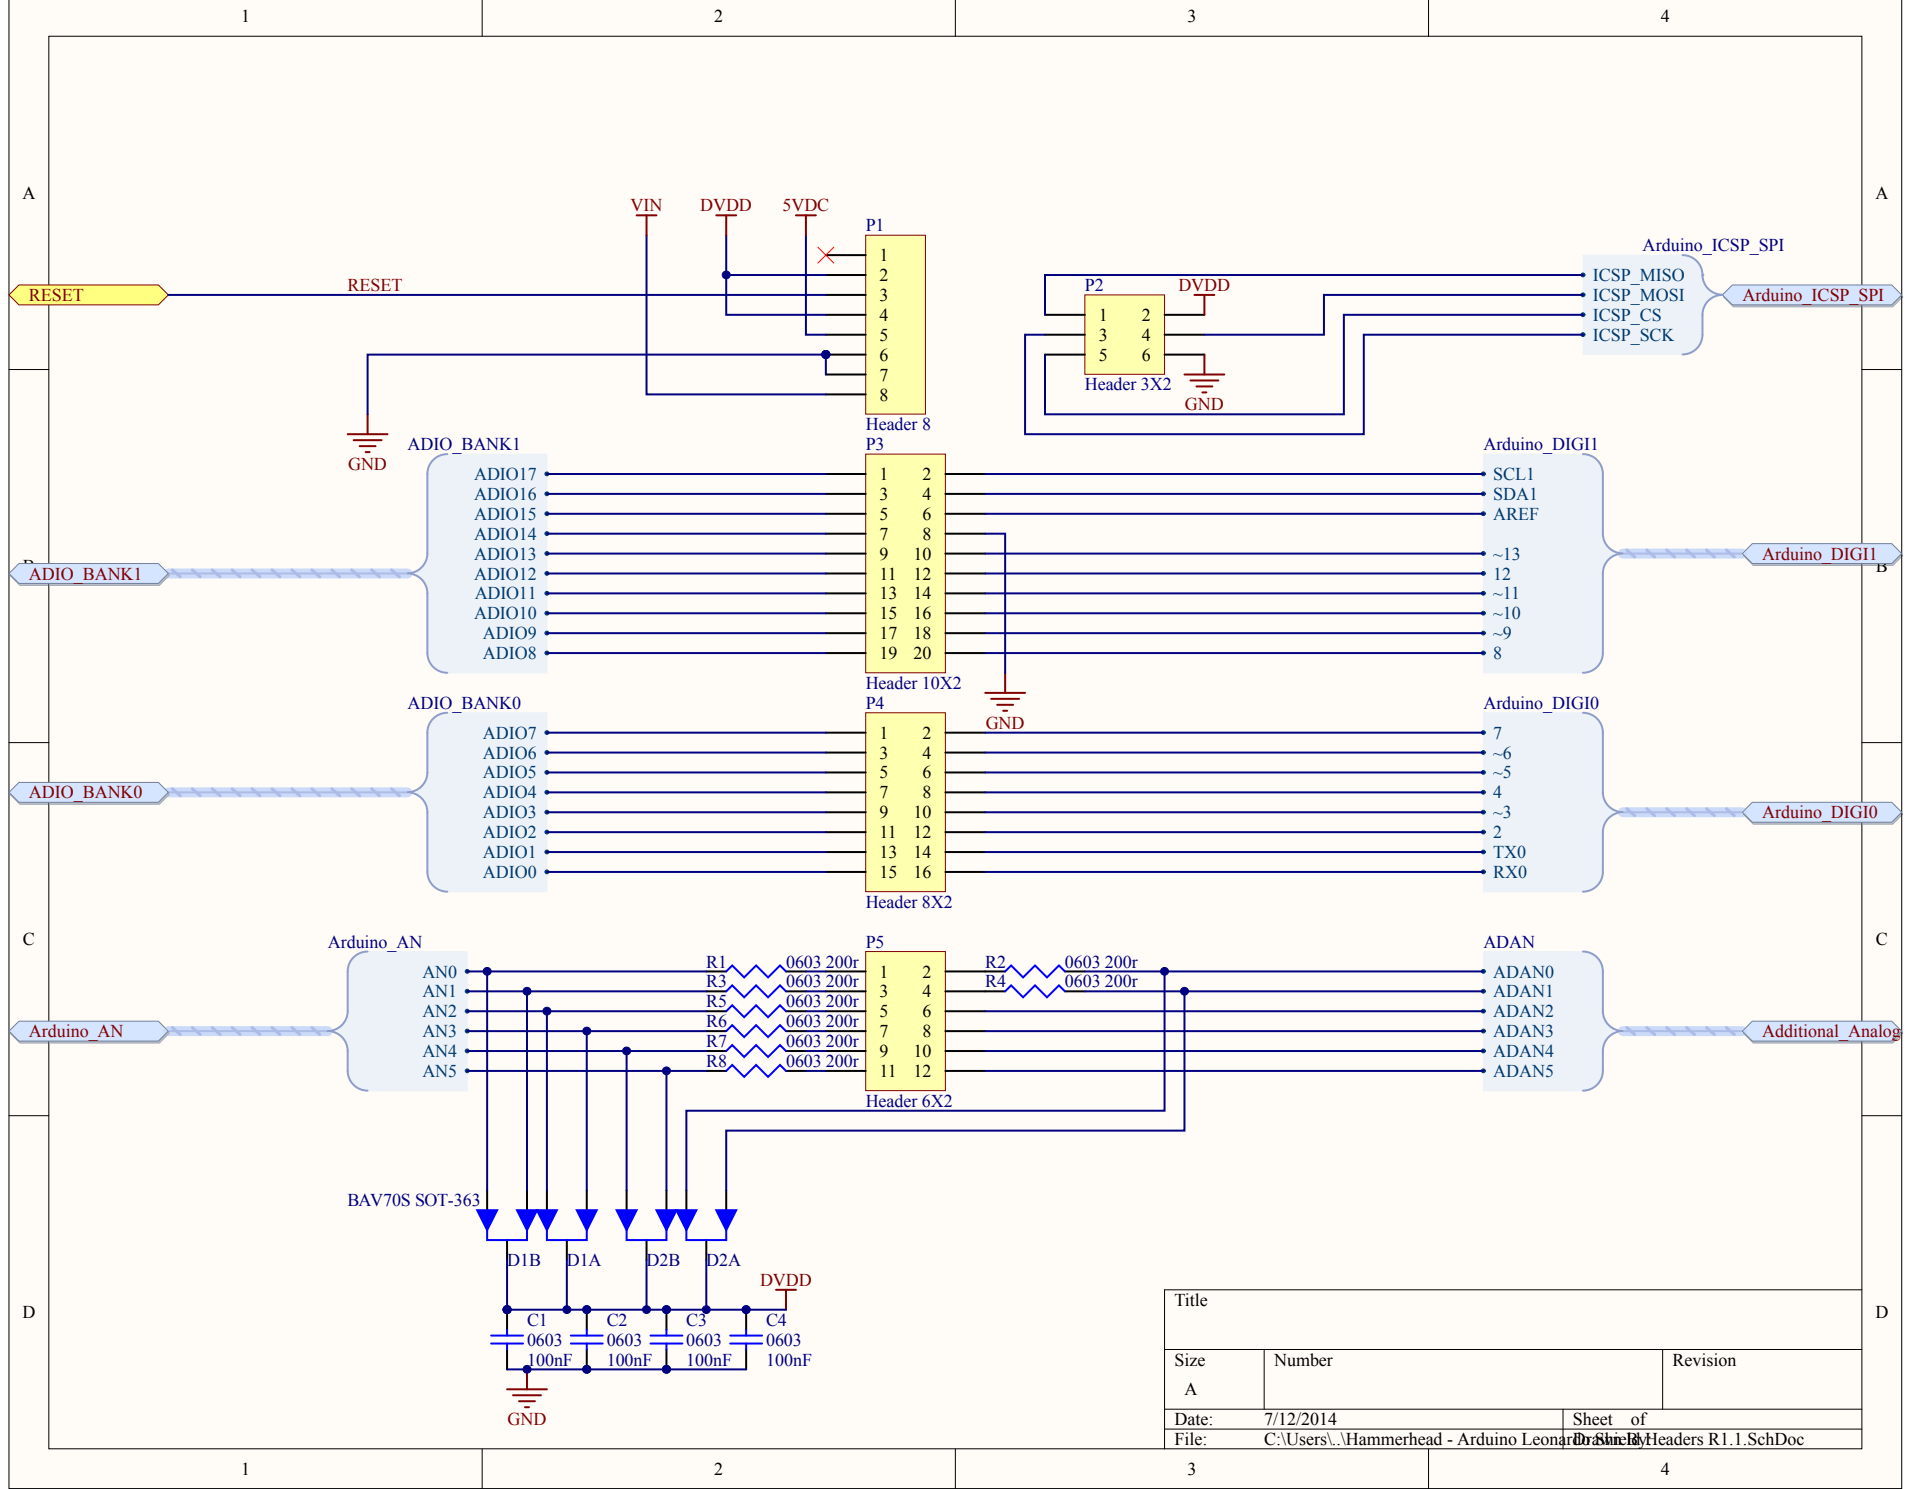 1 2 3 4
A A
VIN DVDD 5VDC
P1
1
2
3
4
5
6
7
8
Header 8
RESET
RESET
GND
Arduino_ICSP_SPI
ICSP_MISO
ICSP_MOSI
ICSP_CS
ICSP_SCK
Arduino_ICSP_SPI
P2 DVDD
1 2
3 4
5 6
Header 3X2
GND
B B
ADIO_BANK1 P3 Arduino_DIGI1
ADIO17 1 2 SCL1
ADIO16 3 4 SDA1
ADIO15 5 6 AREF
ADIO14 7 8
ADIO13 9 10 ~13
ADIO12 11 12 12
ADIO11 13 14 ~11
ADIO10 15 16 ~10
ADIO9 17 18 ~9
ADIO8 19 20 8
ADIO_BANK1 Arduino_DIGI1
Header 10X2
GND
ADIO_BANK0 P4 Arduino_DIGI0
ADIO7 1 2 7
ADIO6 3 4 ~6
ADIO5 5 6 ~5
ADIO4 7 8 4
ADIO3 9 10 ~3
ADIO2 11 12 2
ADIO1 13 14 TX0
ADIO0 15 16 RX0
ADIO_BANK0 Arduino_DIGI0
Header 8X2
C C
Arduino_AN P5 ADAN
AN0 R1 0603 200r 1 2 R2 0603 200r ADAN0
AN1 R3 0603 200r 3 4 R4 0603 200r ADAN1
AN2 R5 0603 200r 5 6 ADAN2
AN3 R6 0603 200r 7 8 ADAN3
AN4 R7 0603 200r 9 10 ADAN4
AN5 R8 0603 200r 11 12 ADAN5
Arduino_AN Additional_Analog
Header 6X2
BAV70S SOT-363
D1B D1A D2B D2A
DVDD
D D
C1 C2 C3 C4
0603 0603 0603 0603
100nF 100nF 100nF 100nF
GND
Title
Size Number Revision
A
Date: 7/12/2014 Sheet of
File: C:\Users\..\Hammerhead - Arduino Leonardo Shield Headers R1.1.SchDoc
Drawn By:
1 2 3 4